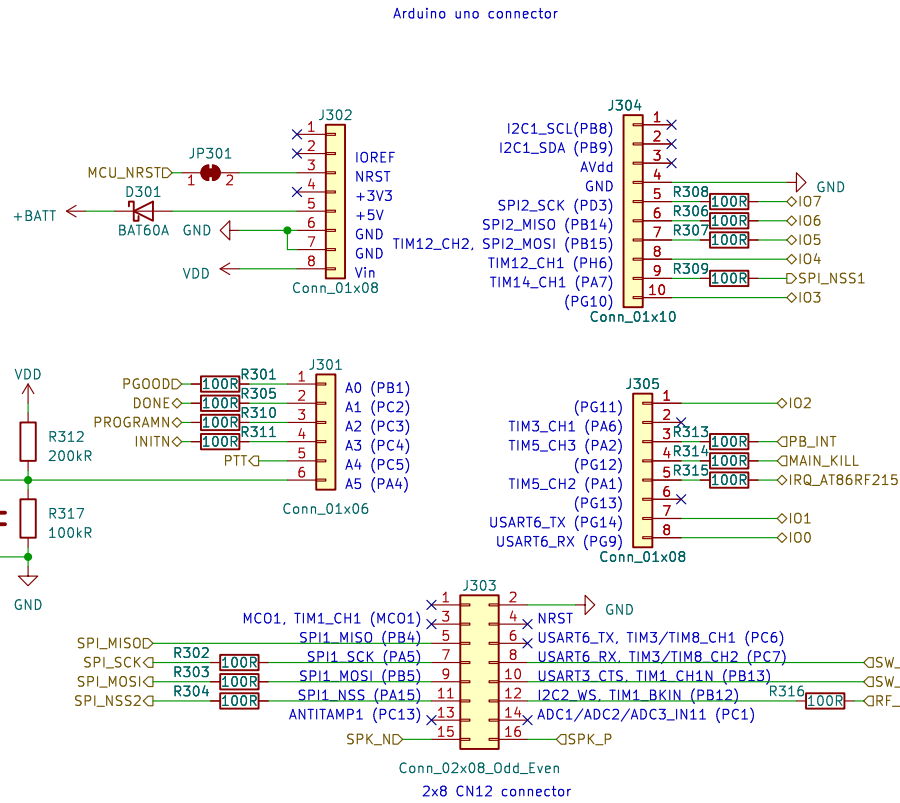 Arduino uno connector
J302
1
2
IOREF
MCU_NRST
JP301
1
2
3
NRST
4
+3V3
+BATT
D301
BAT60A
5
+5V
GND
6
GND
7
GND
VDD
8
Vin
Conn_01x08
J304
I2C1_SCL(PB8)
1
I2C1_SDA (PB9)
2
AVdd
3
GND
4
GND
SPI2_SCK (PD3)
5
R308
100R
IO7
SPI2_MISO (PB14)
6
R306
100R
IO6
TIM12_CH2, SPI2_MOSI (PB15)
7
R307
100R
IO5
TIM12_CH1 (PH6)
8
IO4
TIM14_CH1 (PA7)
9
R309
100R
SPI_NSS1
(PG10)
10
IO3
Conn_01x10
VDD
R312
200kR
R317
100kR
GND
J301
PGOOD
100R
R301
1
A0 (PB1)
DONE
100R
R305
2
A1 (PC2)
PROGRAMN
100R
R310
3
A2 (PC3)
INITN
100R
R311
4
A3 (PC4)
PTT
5
A4 (PC5)
6
A5 (PA4)
Conn_01x06
J305
(PG11)
1
IO2
TIM3_CH1 (PA6)
2
TIM5_CH3 (PA2)
3
R313
100R
PB_INT
(PG12)
4
R314
100R
MAIN_KILL
TIM5_CH2 (PA1)
5
R315
100R
IRQ_AT86RF215
(PG13)
6
USART6_TX (PG14)
7
IO1
USART6_RX (PG9)
8
IO0
Conn_01x08
J303
1
2
GND
MCO1, TIM1_CH1 (MCO1)
3
4
NRST
SPI_MISO
SPI1_MISO (PB4)
5
6
USART6_TX, TIM3/TIM8_CH1 (PC6)
SPI_SCK
R302
100R
SPI1_SCK (PA5)
7
8
USART6_RX, TIM3/TIM8_CH2 (PC7)
SW_
SPI_MOSI
R303
100R
SPI1_MOSI (PB5)
9
10
USART3_CTS, TIM1_CH1N (PB13)
SW_
SPI_NSS2
R304
100R
SPI1_NSS (PA15)
11
12
I2C2_WS, TIM1_BKIN (PB12)
R316
100R
RF_
ANTITAMP1 (PC13)
13
14
ADC1/ADC2/ADC3_IN11 (PC1)
SPK_N
15
16
SPK_P
Conn_02x08_Odd_Even
2x8 CN12 connector